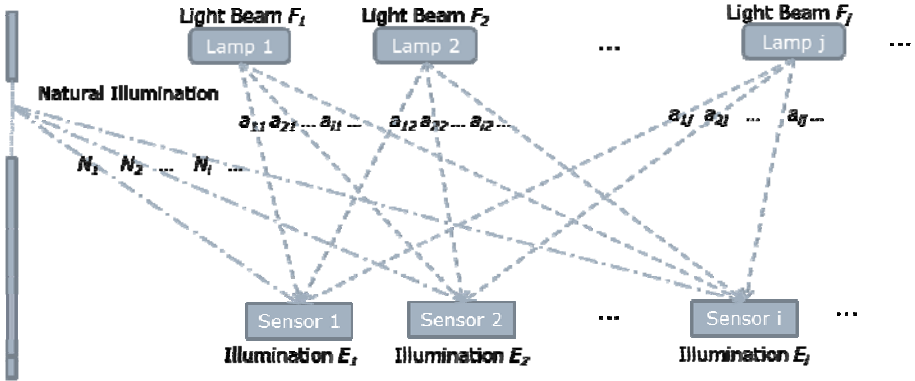 Light Beam F₁ Light Beam F₂ Light Beam Fⱼ
Lamp 1 Lamp 2 ... Lamp j ...
Natural Illumination
a₁₁ a₂₁ ... aᵢ₁ ... a₁₂ a₂₂ ... aᵢ₂ ... a₁ⱼ a₂ⱼ ... aᵢⱼ ...
N₁ N₂ ... Nᵢ ...
Sensor 1 Sensor 2 ... Sensor i ...
Illumination E₁ Illumination E₂ Illumination Eⱼ